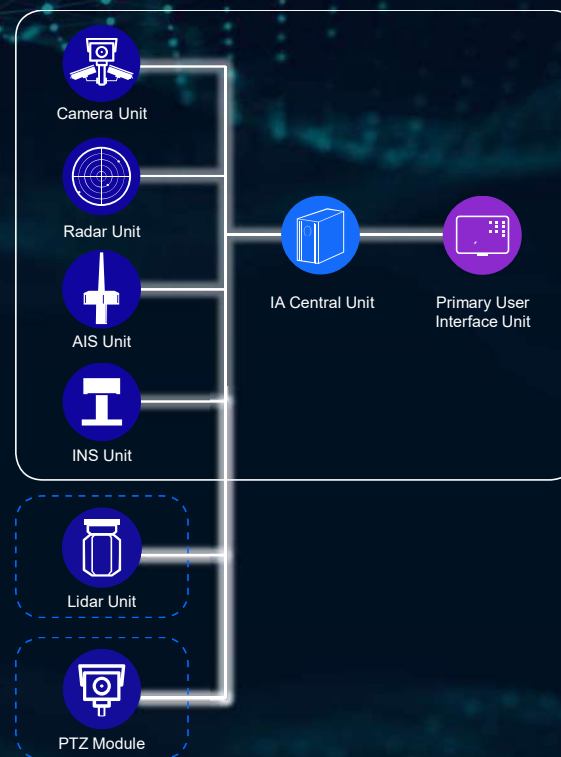 Camera Unit
Radar Unit
AIS Unit
INS Unit
IA Central Unit
Primary User
Interface Unit
Lidar Unit
PTZ Module